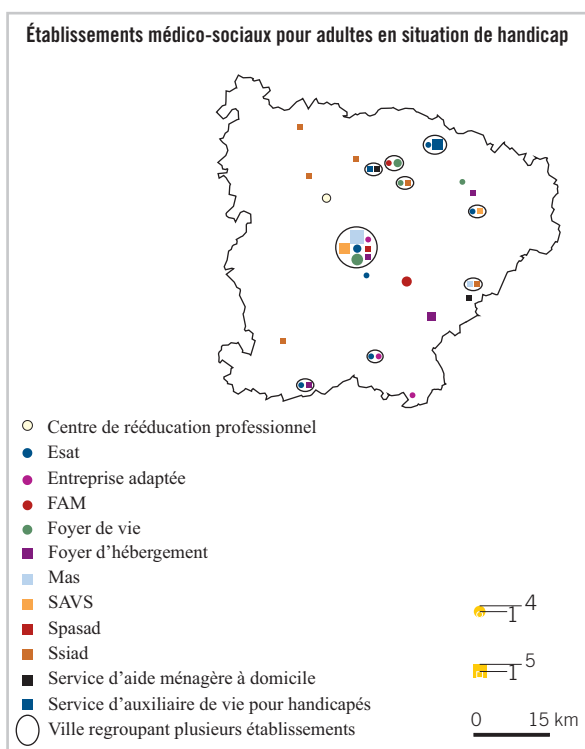 Établissements médico-sociaux pour adultes en situation de handicap
Centre de rééducation professionnel
Esat
Entreprise adaptée
FAM
Foyer de vie
Foyer d'hébergement
Mas
SAVS
Spasad
Ssiad
Service d'aide ménagère à domicile
Service d'auxiliaire de vie pour handicapés
Ville regroupant plusieurs établissements
4
1
5
1
0 15 km